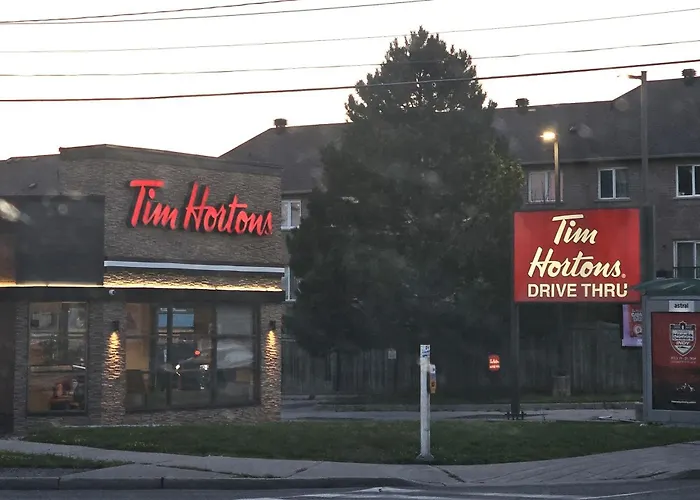 Tim Hortons
Tim
Hortons®
DRIVE THRU
astral